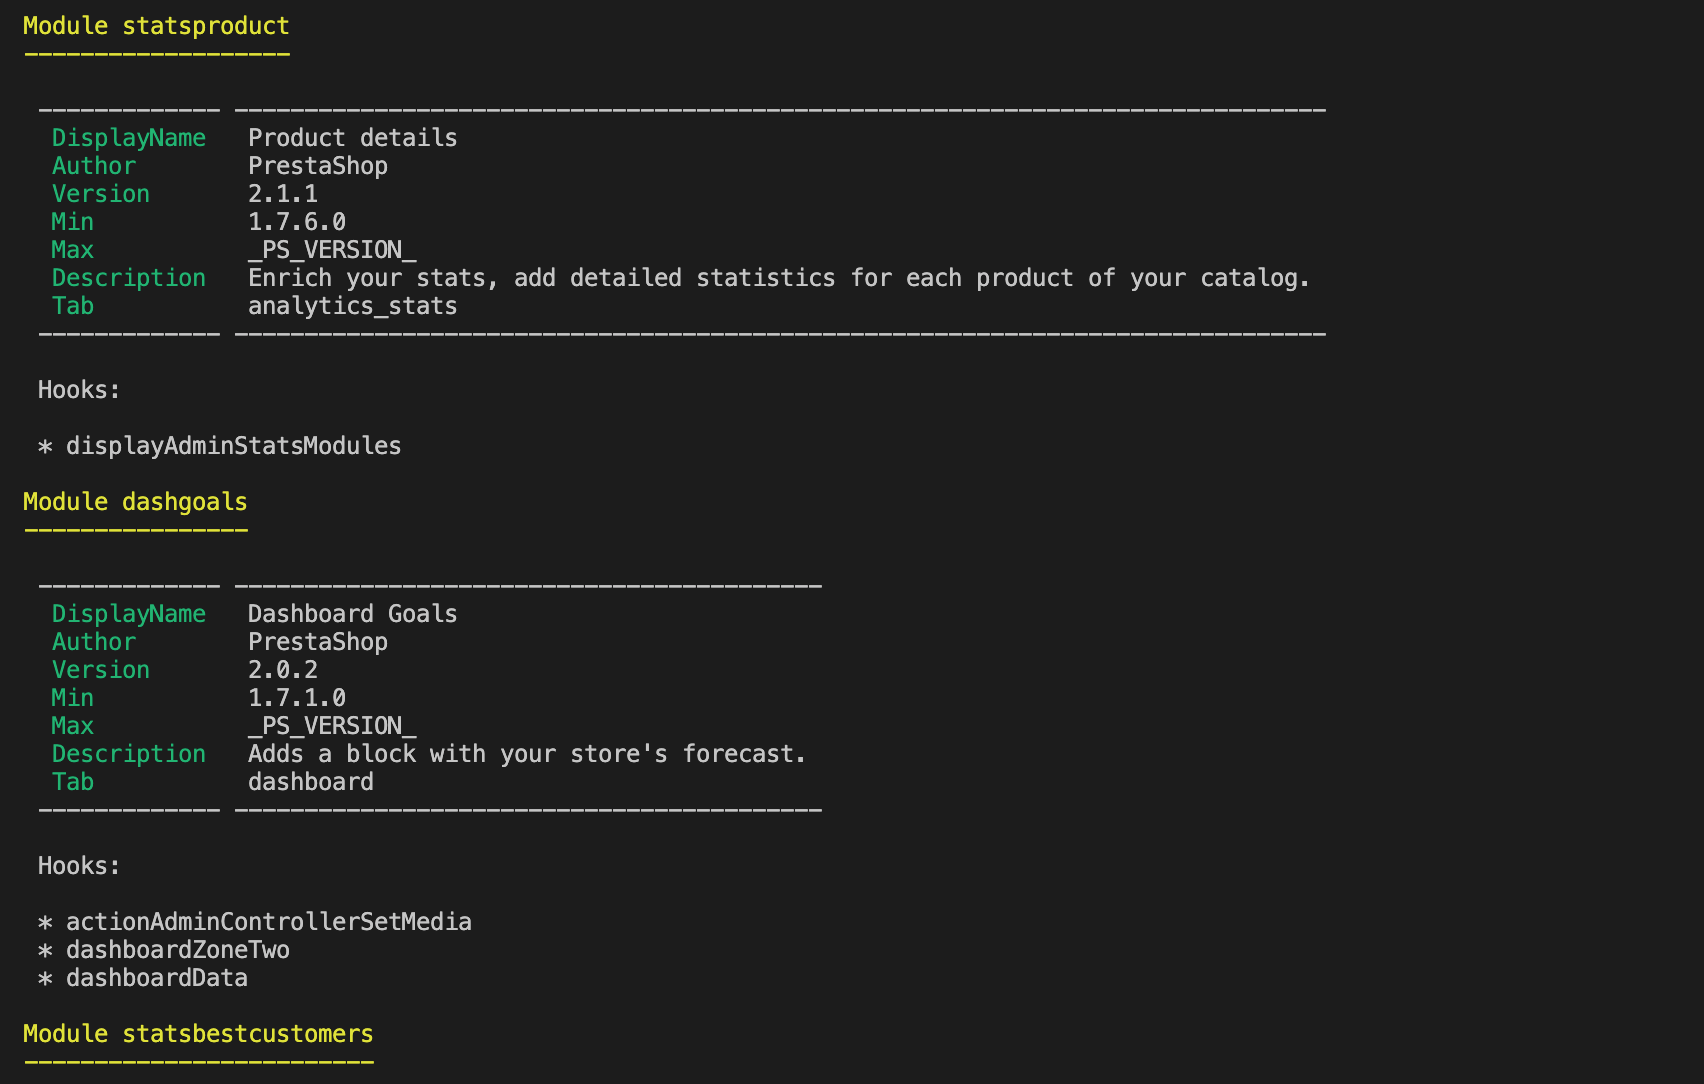 Module statsproduct
-------------------
------------- ------------------------------------------------------------------------------
DisplayName Product details
Author PrestaShop
Version 2.1.1
Min 1.7.6.0
Max _PS_VERSION_
Description Enrich your stats, add detailed statistics for each product of your catalog.
Tab analytics_stats
------------- ------------------------------------------------------------------------------
Hooks:
* displayAdminStatsModules
Module dashgoals
----------------
------------- ------------------------------------------
DisplayName Dashboard Goals
Author PrestaShop
Version 2.0.2
Min 1.7.1.0
Max _PS_VERSION_
Description Adds a block with your store's forecast.
Tab dashboard
------------- ------------------------------------------
Hooks:
* actionAdminControllerSetMedia
* dashboardZoneTwo
* dashboardData
Module statsbestcustomers
-------------------------